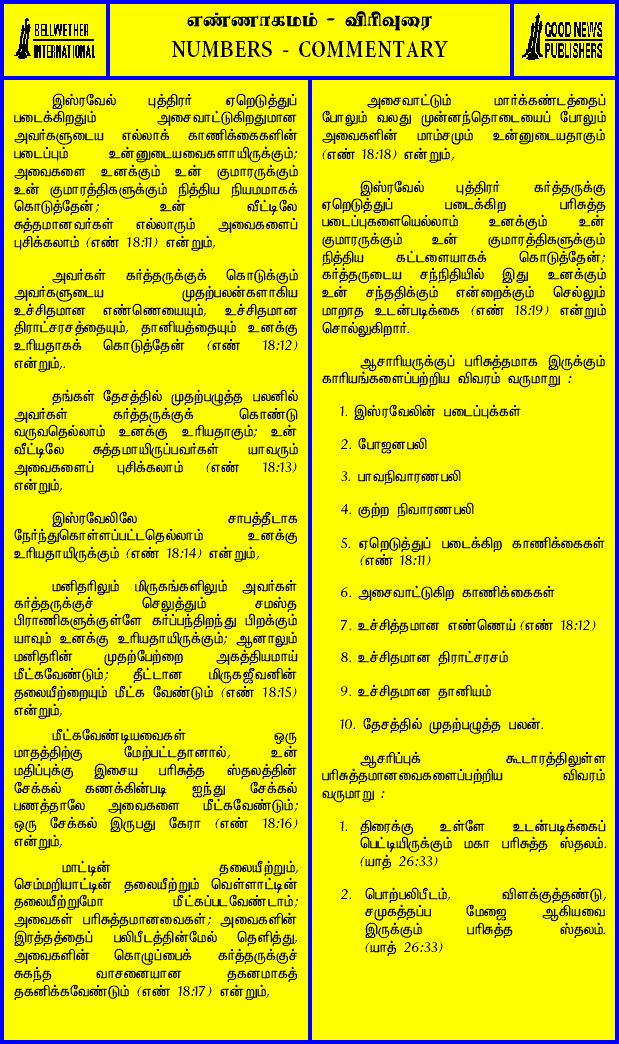 BELLWETHER
INTERNATIONAL
எண்ணாகமம் - விரிவுரை
NUMBERS - COMMENTARY
GOOD NEWS
PUBLISHERS
இஸ்ரவேல் புத்திரர் ஏறெடுத்துப்
படைக்கிறதும் அசைவாட்டுகிறதுமான
அவர்களுடைய எல்லாக் காணிக்கைகளின்
படைப்பும் உன்னுடையவைகளாயிருக்கும்;
அவைகளை உனக்கும் உன் குமாரருக்கும்
உன் குமாரத்திகளுக்கும் நித்திய நியமமாகக்
கொடுத்தேன்; உன் வீட்டிலே
சுத்தமானவர்கள் எல்லாரும் அவைகளைப்
புசிக்கலாம் (எண் 18:11) என்றும்,
அவர்கள் கர்த்தருக்குக் கொடுக்கும்
அவர்களுடைய முதற்பலன்களாகிய
உச்சிதமான எண்ணெயையும், உச்சிதமான
திராட்சரசத்தையும், தானியத்தையும் உனக்கு
உரியதாகக் கொடுத்தேன் (எண் 18:12)
என்றும்,.
தங்கள் தேசத்தில் முதற்பழுத்த பலனில்
அவர்கள் கர்த்தருக்குக் கொண்டு
வருவதெல்லாம் உனக்கு உரியதாகும்; உன்
வீட்டிலே சுத்தமாயிருப்பவர்கள் யாவரும்
அவைகளைப் புசிக்கலாம் (எண் 18:13)
என்றும்,
இஸ்ரவேலிலே சாபத்தீடாக
நேர்ந்துகொள்ளப்பட்டதெல்லாம் உனக்கு
உரியதாயிருக்கும் (எண் 18:14) என்றும்,
மனிதரிலும் மிருகங்களிலும் அவர்கள்
கர்த்தருக்குச் செலுத்தும் சமஸ்த
பிராணிகளுக்குள்ளே கர்ப்பந்திறந்து பிறக்கும்
யாவும் உனக்கு உரியதாயிருக்கும்; ஆனாலும்
மனிதரின் முதற்பேற்றை அகத்தியமாய்
மீட்கவேண்டும்; தீட்டான மிருகஜீவனின்
தலையீற்றையும் மீட்க வேண்டும் (எண் 18:15)
என்றும்,
மீட்கவேண்டியவைகள் ஒரு
மாதத்திற்கு மேற்பட்டதானால், உன்
மதிப்புக்கு இசைய பரிசுத்த ஸ்தலத்தின்
சேக்கல் கணக்கின்படி ஐந்து சேக்கல்
பணத்தாலே அவைகளை மீட்கவேண்டும்;
ஒரு சேக்கல் இருபது கேரா (எண் 18:16)
என்றும்,
மாட்டின் தலையீற்றும்,
செம்மறியாட்டின் தலையீற்றும் வெள்ளாட்டின்
தலையீற்றுமோ மீட்கப்படவேண்டாம்;
அவைகள் பரிசுத்தமானவைகள்; அவைகளின்
இரத்தத்தைப் பலிபீடத்தின்மேல் தெளித்து,
அவைகளின் கொழுப்பைக் கர்த்தருக்குச்
சுகந்த வாசனையான தகனமாகத்
தகனிக்கவேண்டும் (எண் 18:17) என்றும்,
அசைவாட்டும் மார்க்கண்டத்தைப்
போலும் வலது முன்னந்தொடையைப் போலும்
அவைகளின் மாம்சமும் உன்னுடையதாகும்
(எண் 18:18) என்றும்,
இஸ்ரவேல் புத்திரர் கர்த்தருக்கு
ஏறெடுத்துப் படைக்கிற பரிசுத்த
படைப்புகளையெல்லாம் உனக்கும் உன்
குமாரருக்கும் உன் குமாரத்திகளுக்கும்
நித்திய கட்டளையாகக் கொடுத்தேன்;
கர்த்தருடைய சந்நிதியில் இது உனக்கும்
உன் சந்ததிக்கும் என்றைக்கும் செல்லும்
மாறாத உடன்படிக்கை (எண் 18:19) என்றும்
சொல்லுகிறார்.
ஆசாரியருக்குப் பரிசுத்தமாக இருக்கும்
காரியங்களைப்பற்றிய விவரம் வருமாறு :
1. இஸ்ரவேலின் படைப்புக்கள்
2. போஜனபலி
3. பாவநிவாரணபலி
4. குற்ற நிவாரணபலி
5. ஏறெடுத்துப் படைக்கிற காணிக்கைகள்
(எண் 18:11)
6. அசைவாட்டுகிற காணிக்கைகள்
7. உச்சித்தமான எண்ணெய் (எண் 18:12)
8. உச்சிதமான திராட்சரசம்
9. உச்சிதமான தானியம்
10. தேசத்தில் முதற்பழுத்த பலன்.
ஆசரிப்புக் கூடாரத்திலுள்ள
பரிசுத்தமானவைகளைப்பற்றிய விவரம்
வருமாறு :
1. திரைக்கு உள்ளே உடன்படிக்கைப்
பெட்டியிருக்கும் மகா பரிசுத்த ஸ்தலம்.
(யாத் 26:33)
2. பொற்பலிபீடம், விளக்குத்தண்டு,
சமுகத்தப்ப மேஜை ஆகியவை
இருக்கும் பரிசுத்த ஸ்தலம்.
(யாத் 26:33)